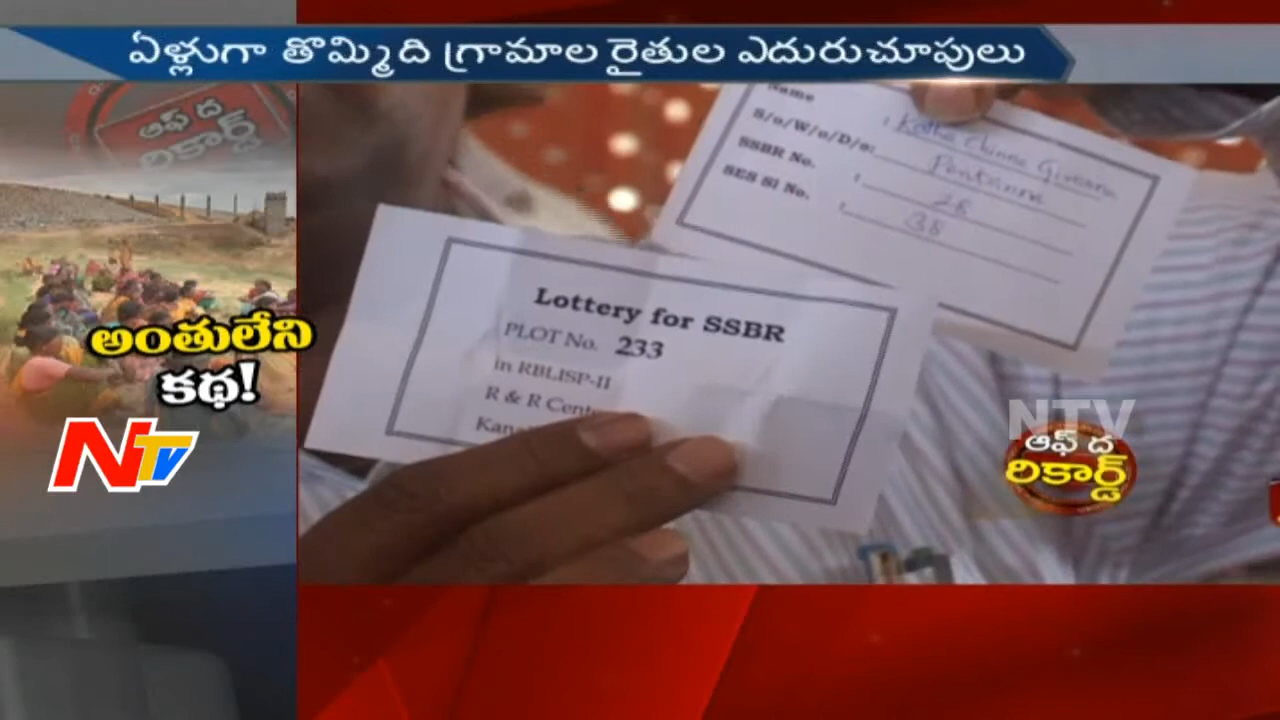 ఏళ్లుగా తొమ్మిది గ్రామాల రైతుల ఎదురుచూపులు
ఆఫ్ ద
రికార్డ్
అంతులేని
కథ!
NTV
Name
S/o/W/o/D/o:
SSBR No.
28
SES Sl No.
38
Lottery for SSBR
PLOT No. 233
in RBLISP-II
R & R Cent
Kana
NTV
ఆఫ్ ద
రికార్డ్